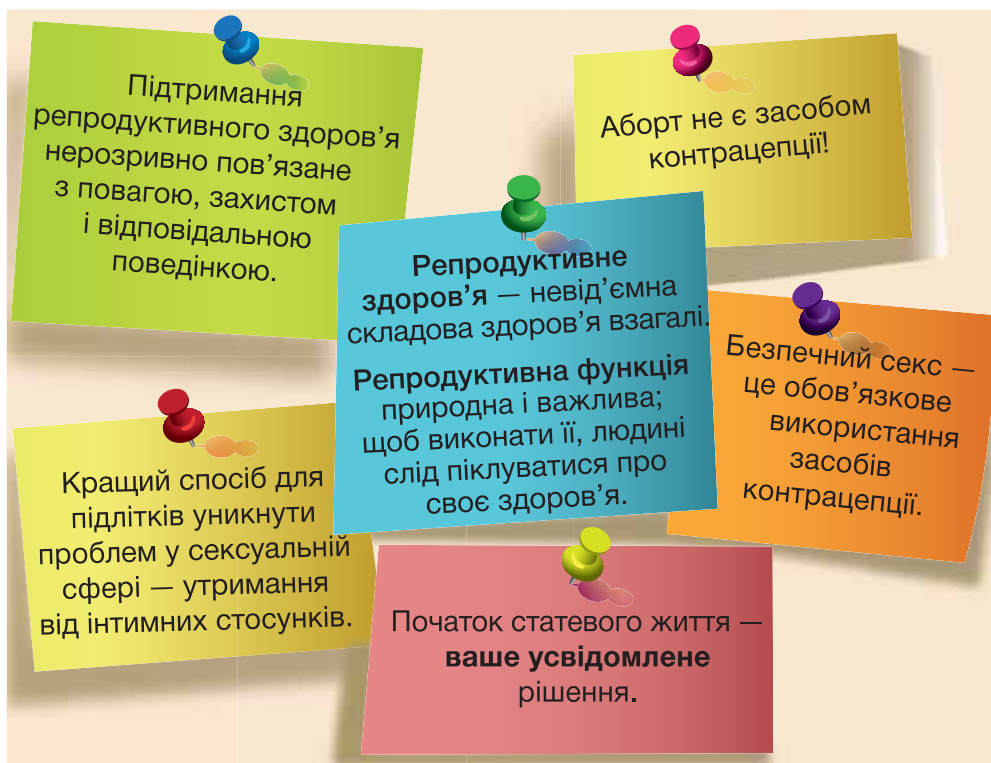 Підтримання
репродуктивного здоров’я
нерозривно пов’язане
з повагою, захистом
і відповідальною
поведінкою.
Аборт не є засобом
контрацепції!
Репродуктивне
здоров’я — невід’ємна
складова здоров’я взагалі.
Репродуктивна функція
природна і важлива;
щоб виконати її, людині
слід піклуватися про
своє здоров’я.
Безпечний секс —
це обов’язкове
використання
засобів
контрацепції.
Кращий спосіб для
підлітків уникнути
проблем у сексуальній
сфері — утримання
від інтимних стосунків.
Початок статевого життя —
ваше усвідомлене
рішення.